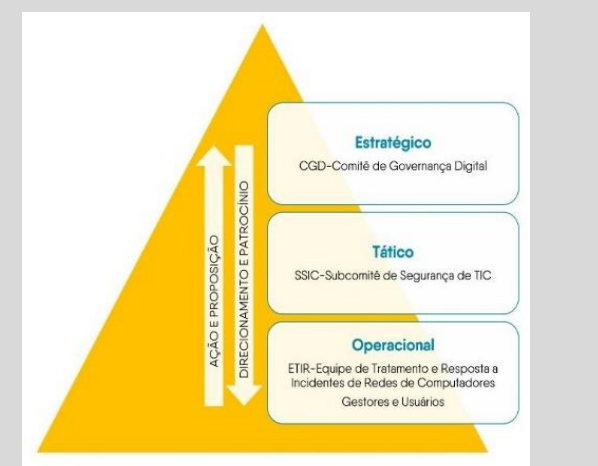 Estratégico
CGD-Comitê de Governança Digital
Tático
SSIC-Subcomitê de Segurança de TIC
Operacional
ETIR-Equipe de Tratamento e Resposta a
Incidentes de Redes de Computadores
Gestores e Usuários
AÇÃO E PROPOSIÇÃO
DIRECIONAMENTO E PATROCÍNIO